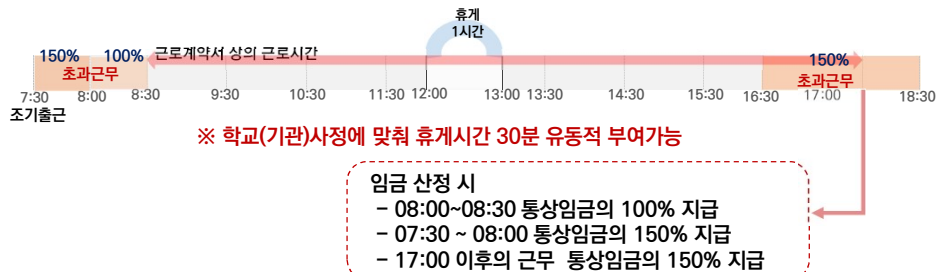 휴게
1시간
150% 100% 근로계약서 상의 근로시간 150%
초과근무 초과근무
7:30 8:00 8:30 9:30 10:30 11:30 12:00 13:00 13:30 14:30 15:30 16:30 17:00 18:30
조기출근
※ 학교(기관)사정에 맞춰 휴게시간 30분 유동적 부여가능
임금 산정 시
- 08:00~08:30 통상임금의 100% 지급
- 07:30 ~ 08:00 통상임금의 150% 지급
- 17:00 이후의 근무 통상임금의 150% 지급